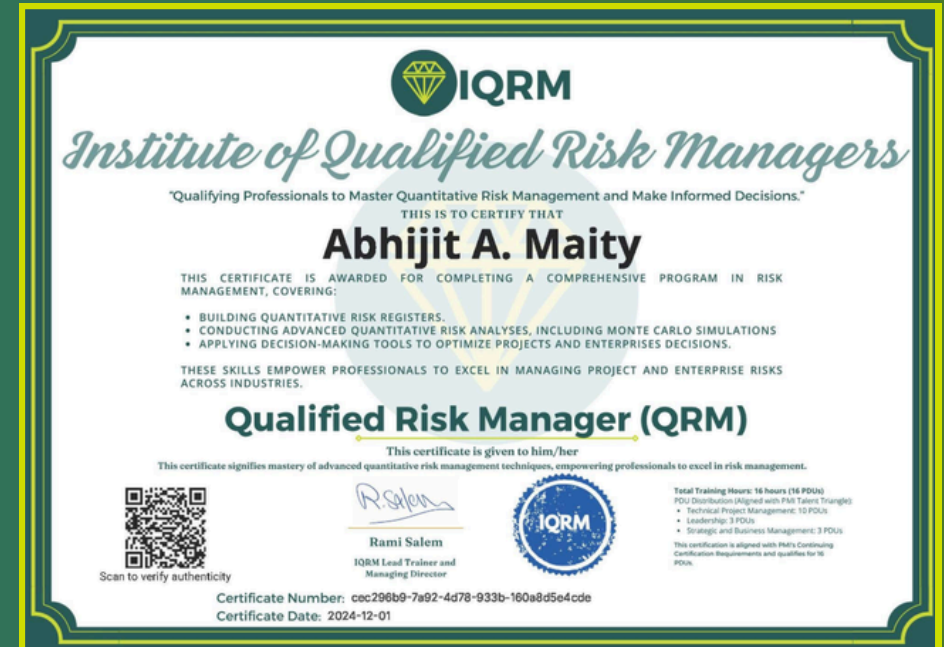 IQRM
Institute of Qualified Risk Managers
"Qualifying Professionals to Master Quantitative Risk Management and Make Informed Decisions."
THIS IS TO CERTIFY THAT
Abhijit A. Maity
THIS CERTIFICATE IS AWARDED FOR COMPLETING A COMPREHENSIVE PROGRAM IN RISK
MANAGEMENT, COVERING:
• BUILDING QUANTITATIVE RISK REGISTERS.
• CONDUCTING ADVANCED QUANTITATIVE RISK ANALYSES, INCLUDING MONTE CARLO SIMULATIONS
• APPLYING DECISION-MAKING TOOLS TO OPTIMIZE PROJECTS AND ENTERPRISES DECISIONS.
THESE SKILLS EMPOWER PROFESSIONALS TO EXCEL IN MANAGING PROJECT AND ENTERPRISE RISKS
ACROSS INDUSTRIES.
Qualified Risk Manager (QRM)
This certificate is given to him/her
This certificate signifies mastery of advanced quantitative risk management techniques, empowering professionals to excel in risk management.
Scan to verify authenticity
R.Salem
Rami Salem
IQRM Lead Trainer and
Managing Director
IQRM
Total Training Hours: 16 hours (16 PDUs)
PDU Distribution (Aligned with PMI Talent Triangle):
• Technical Project Management: 10 PDUs
• Leadership: 3 PDUs
• Strategic and Business Management: 3 PDUs
This certification is aligned with PMI's Continuing
Certification Requirements and qualifies for 16
PDUs.
Certificate Number: cec296b9-7a92-4d78-933b-160a8d5e4cde
Certificate Date: 2024-12-01